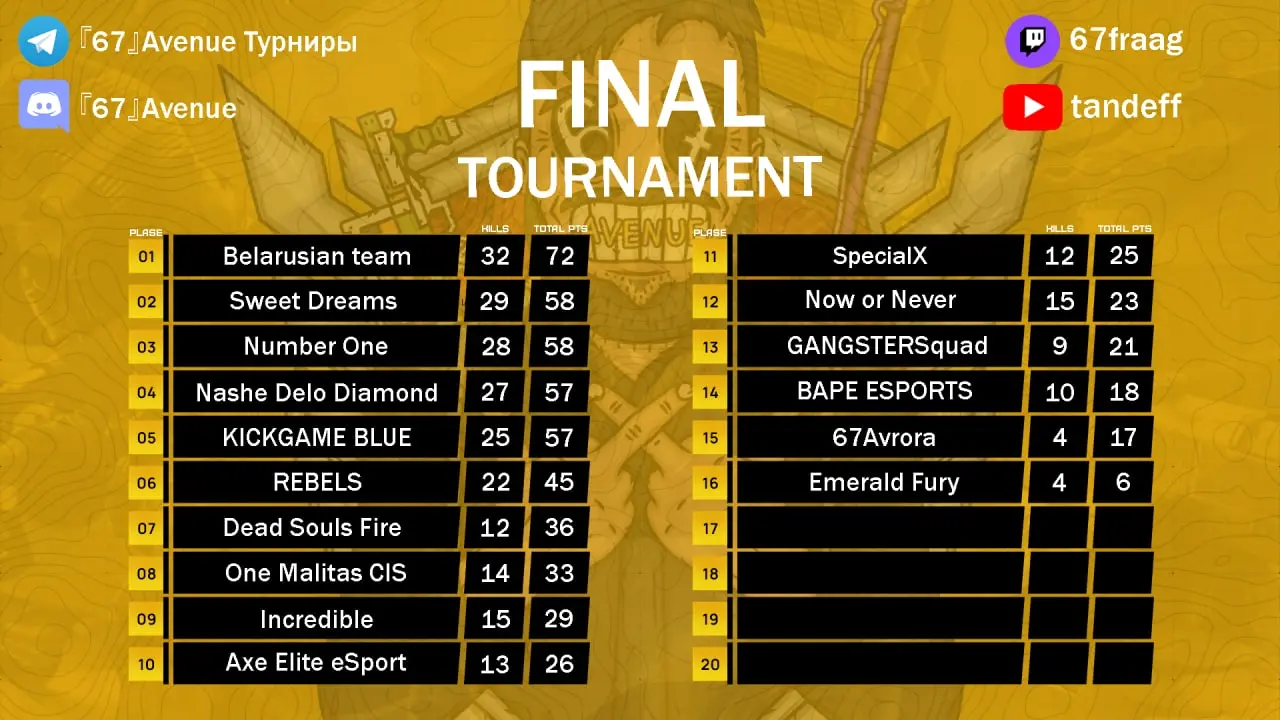 『67』Avenue Турниры
『67』Avenue
67fraag
tandeff
FINAL
TOURNAMENT
AVENUE
PLASE KILLS TOTAL PTS
01 Belarusian team 32 72
02 Sweet Dreams 29 58
03 Number One 28 58
04 Nashe Delo Diamond 27 57
05 KICKGAME BLUE 25 57
06 REBELS 22 45
07 Dead Souls Fire 12 36
08 One Malitas CIS 14 33
09 Incredible 15 29
10 Axe Elite eSport 13 26
PLASE KILLS TOTAL PTS
11 SpecialX 12 25
12 Now or Never 15 23
13 GANGSTERSquad 9 21
14 BAPE ESPORTS 10 18
15 67Avrora 4 17
16 Emerald Fury 4 6
17
18
19
20